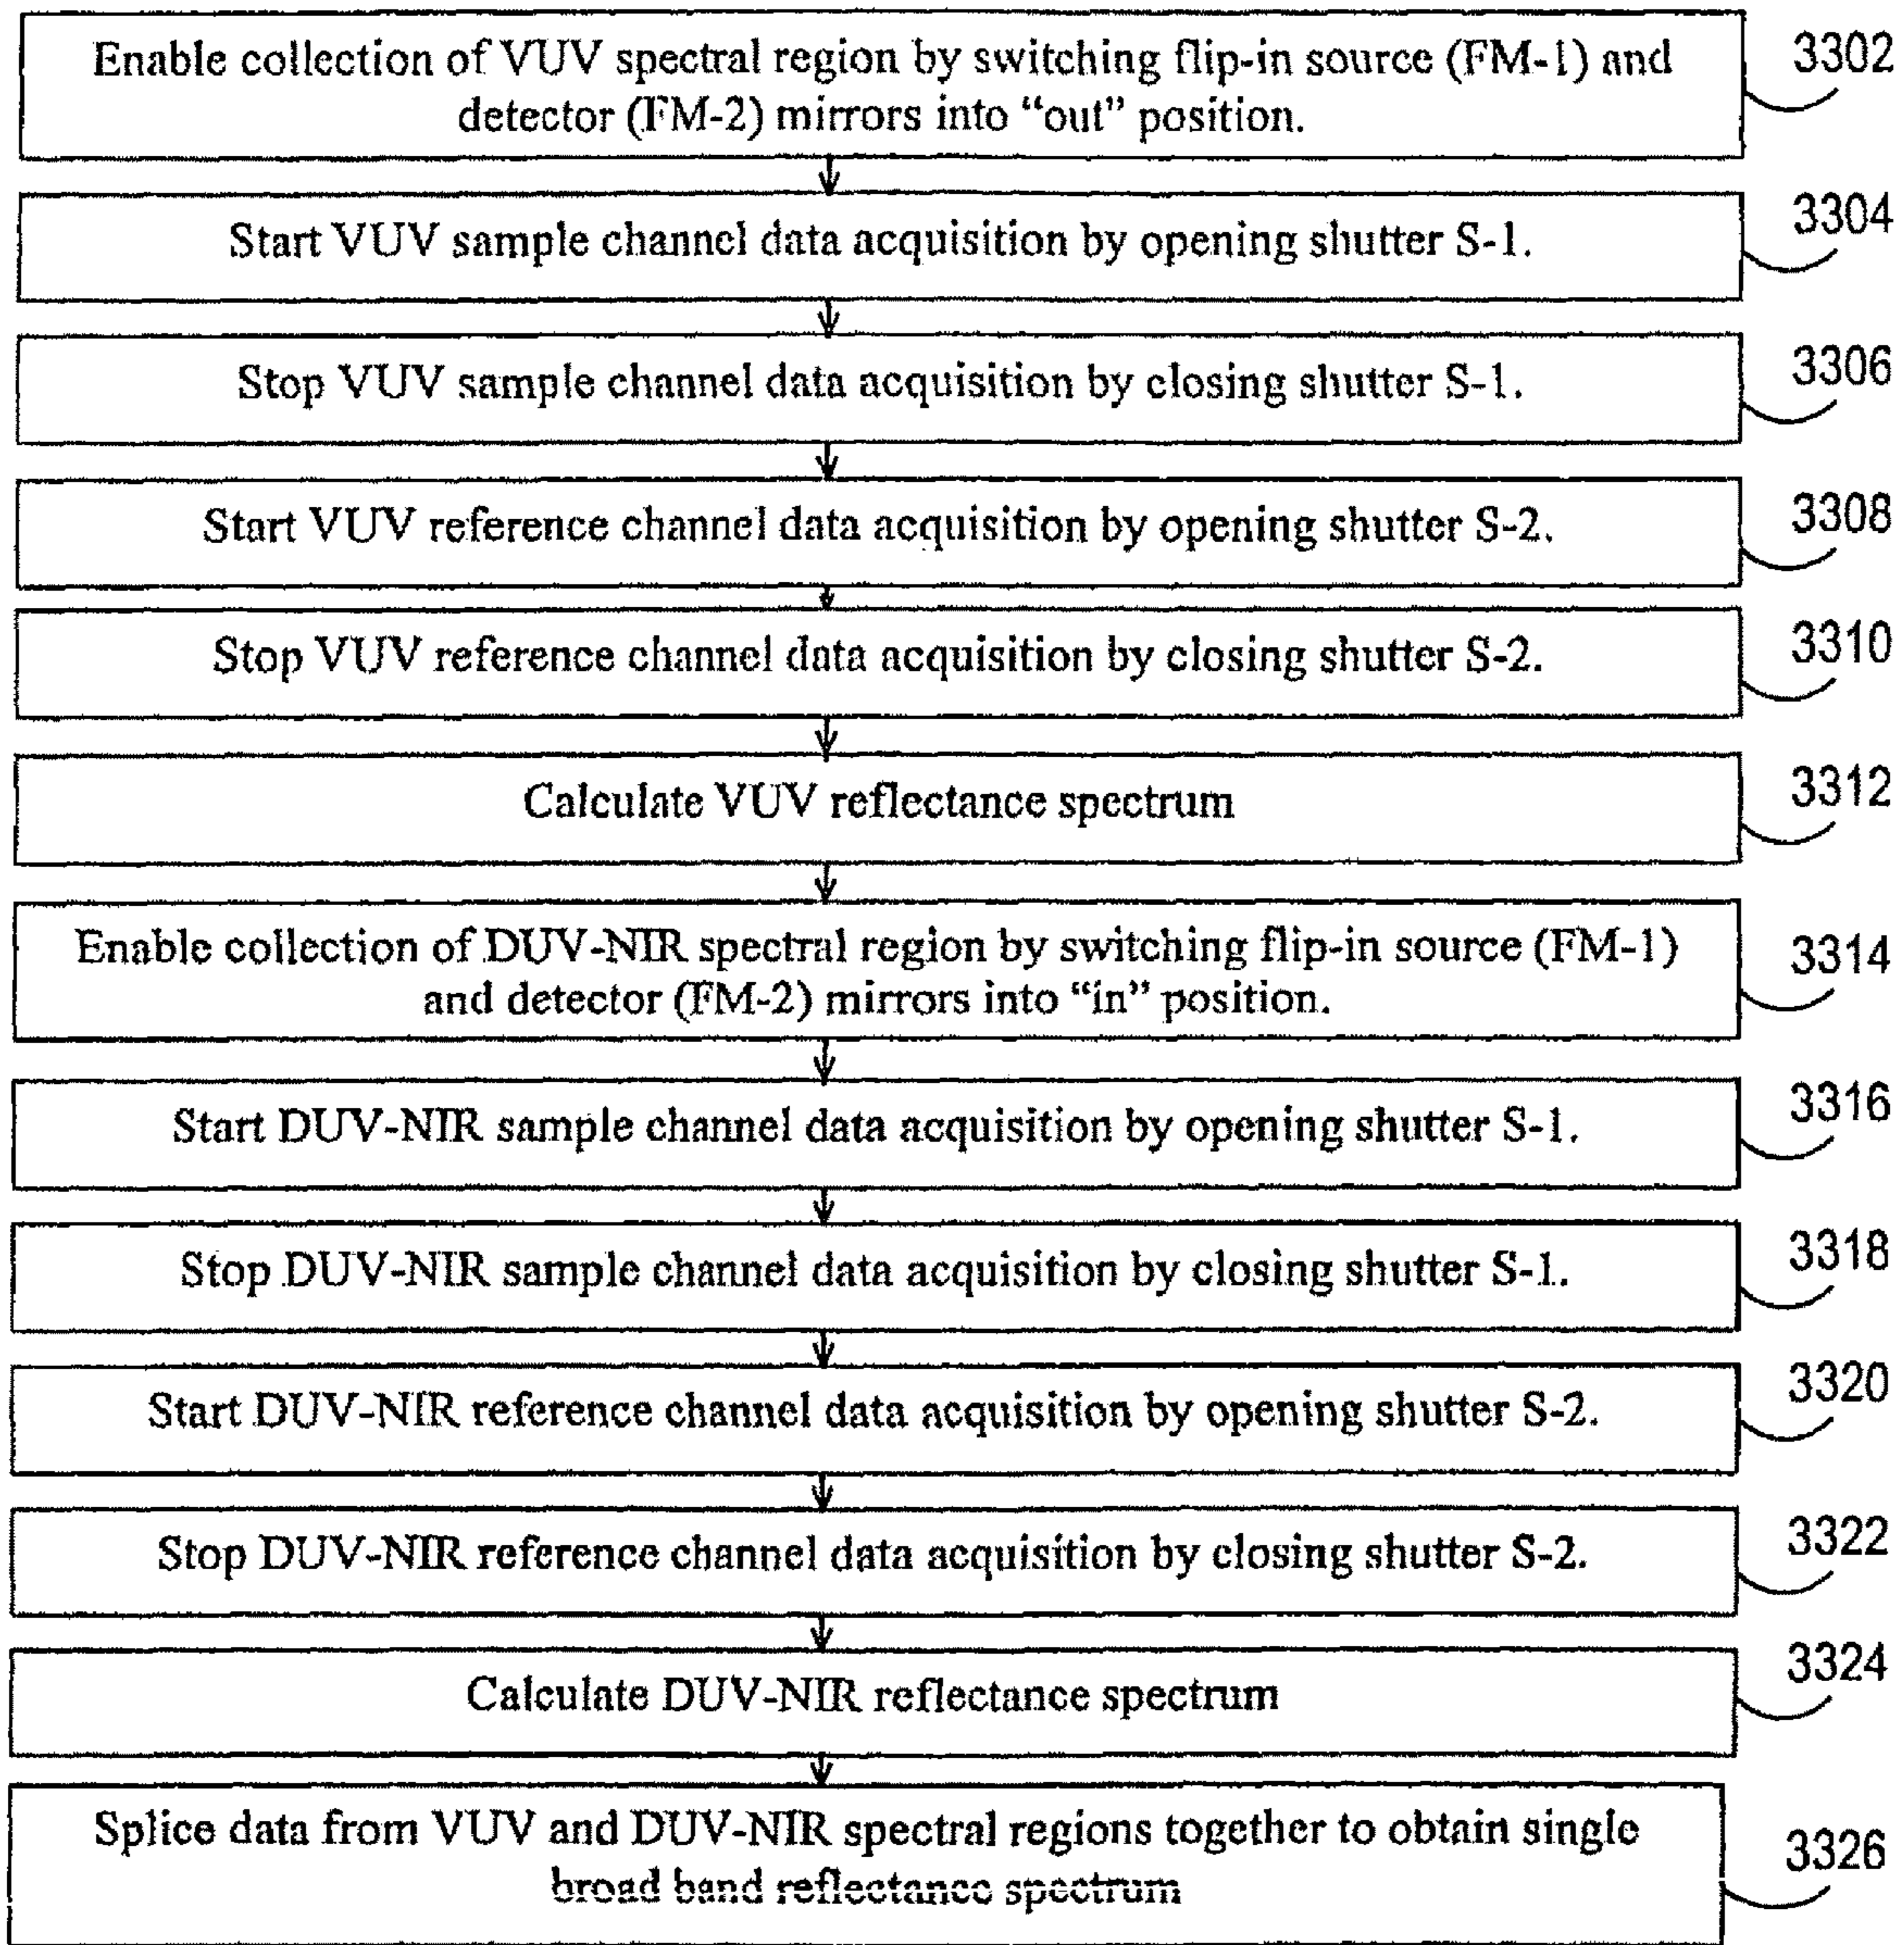 Enable collection of VUV spectral region by switching flip-in source (FM-1) and
detector (FM-2) mirrors into “out” position.
3302
Start VUV sample channel data acquisition by opening shutter S-1.
3304
Stop VUV sample channel data acquisition by closing shutter S-1.
3306
Start VUV reference channel data acquisition by opening shutter S-2.
3308
Stop VUV reference channel data acquisition by closing shutter S-2.
3310
Calculate VUV reflectance spectrum
3312
Enable collection of DUV-NIR spectral region by switching flip-in source (FM-1)
and detector (FM-2) mirrors into “in” position.
3314
Start DUV-NIR sample channel data acquisition by opening shutter S-1.
3316
Stop DUV-NIR sample channel data acquisition by closing shutter S-1.
3318
Start DUV-NIR reference channel data acquisition by opening shutter S-2.
3320
Stop DUV-NIR reference channel data acquisition by closing shutter S-2.
3322
Calculate DUV-NIR reflectance spectrum
3324
Splice data from VUV and DUV-NIR spectral regions together to obtain single
broad band reflectance spectrum
3326